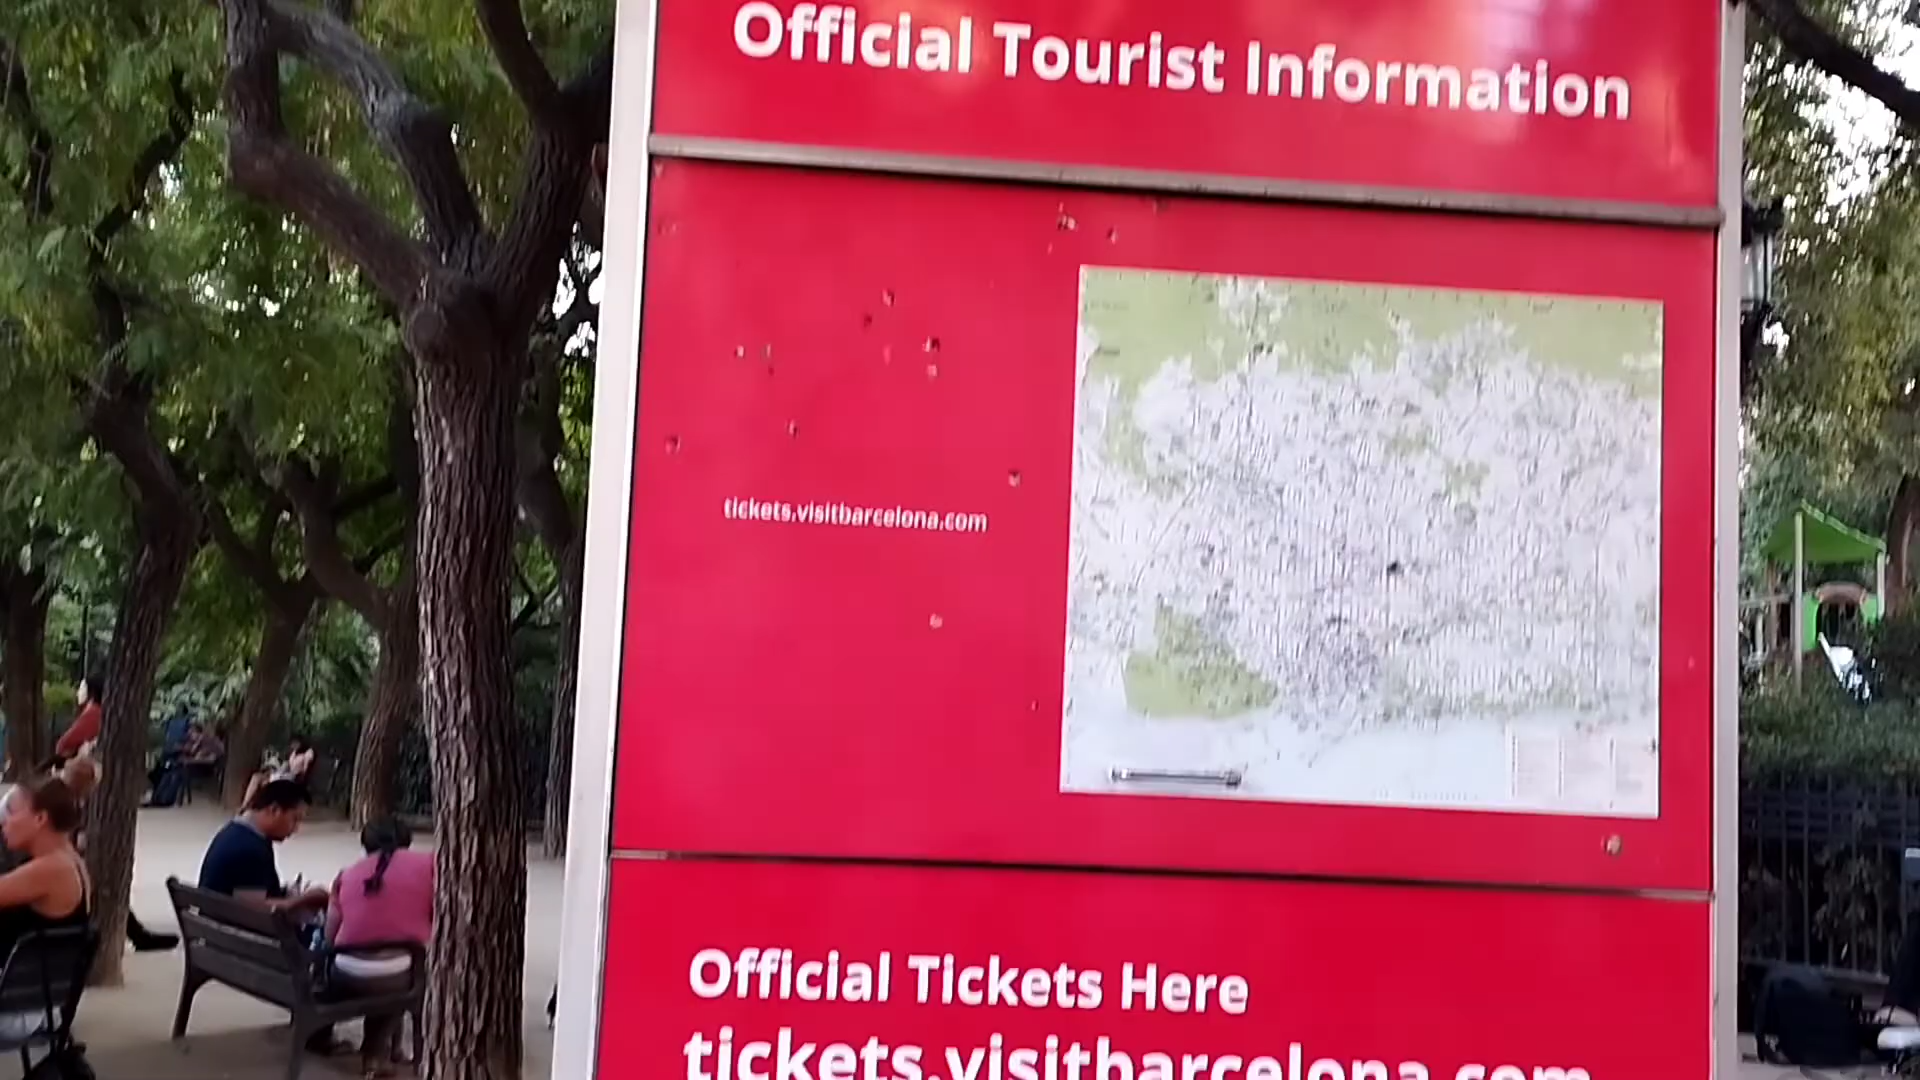 Official Tourist Information
tickets.visitbarcelona.com
Official Tickets Here
tickets.visitbarcelona.com